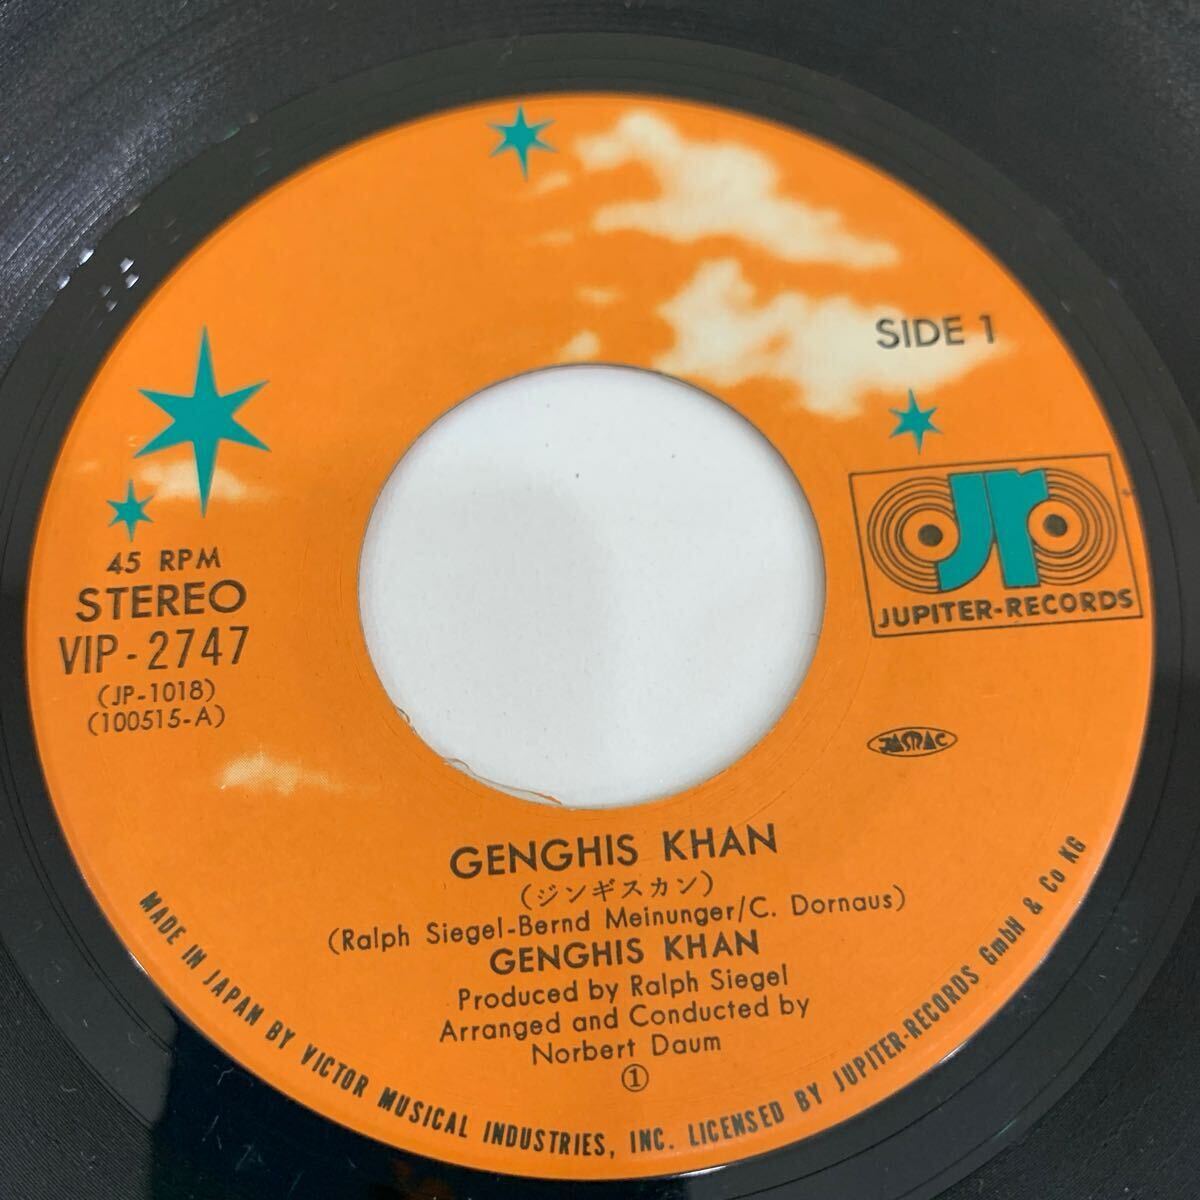 SIDE 1
JR
JUPITER-RECORDS
45 RPM
STEREO
VIP-2747
(JP-1018)
(100515-A)
JASRAC
GENGHIS KHAN
(ジンギスカン)
(Ralph Siegel-Bernd Meinunger/C. Dornaus)
GENGHIS KHAN
Produced by Ralph Siegel
Arranged and Conducted by
Norbert Daum
①
MADE IN JAPAN BY VICTOR MUSICAL INDUSTRIES, INC. LICENSED BY JUPITER-RECORDS GmbH & Co KG